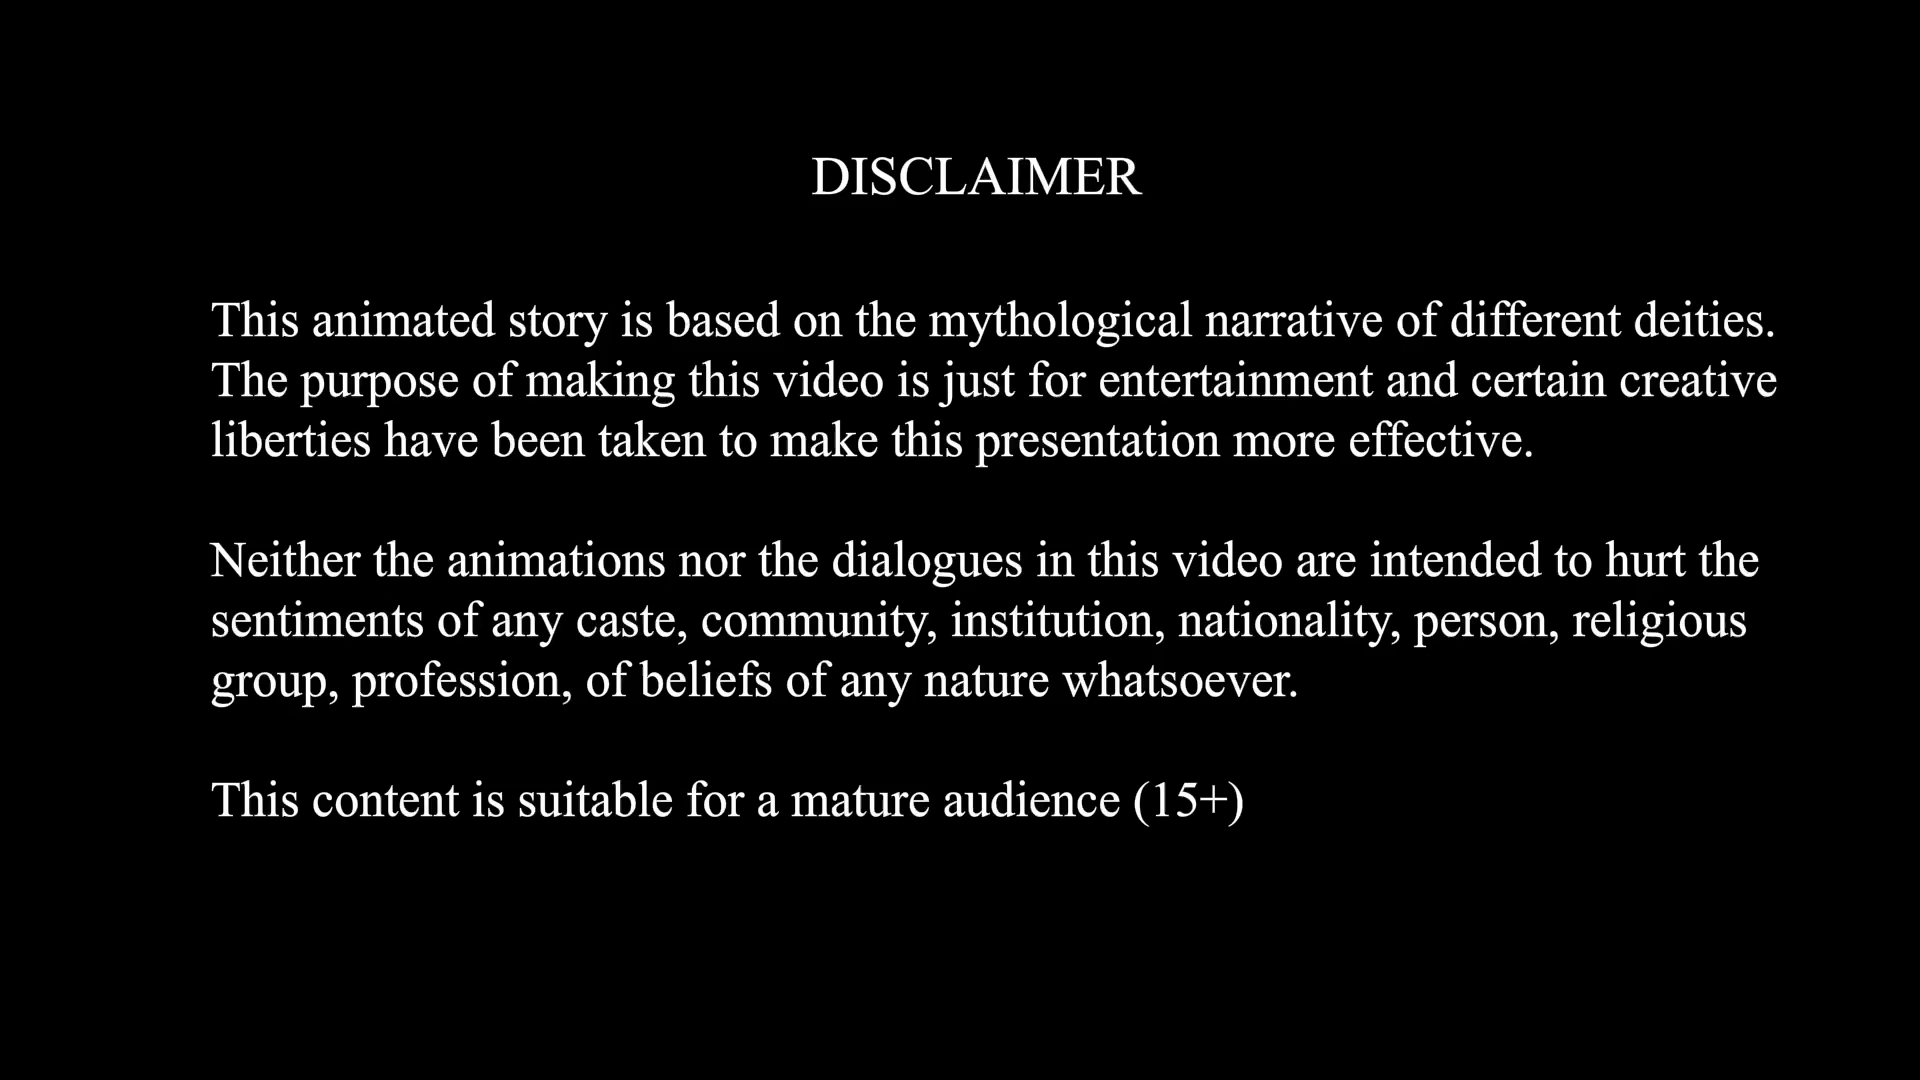 DISCLAIMER
This animated story is based on the mythological narrative of different deities.
The purpose of making this video is just for entertainment and certain creative
liberties have been taken to make this presentation more effective.
Neither the animations nor the dialogues in this video are intended to hurt the
sentiments of any caste, community, institution, nationality, person, religious
group, profession, of beliefs of any nature whatsoever.
This content is suitable for a mature audience (15+)